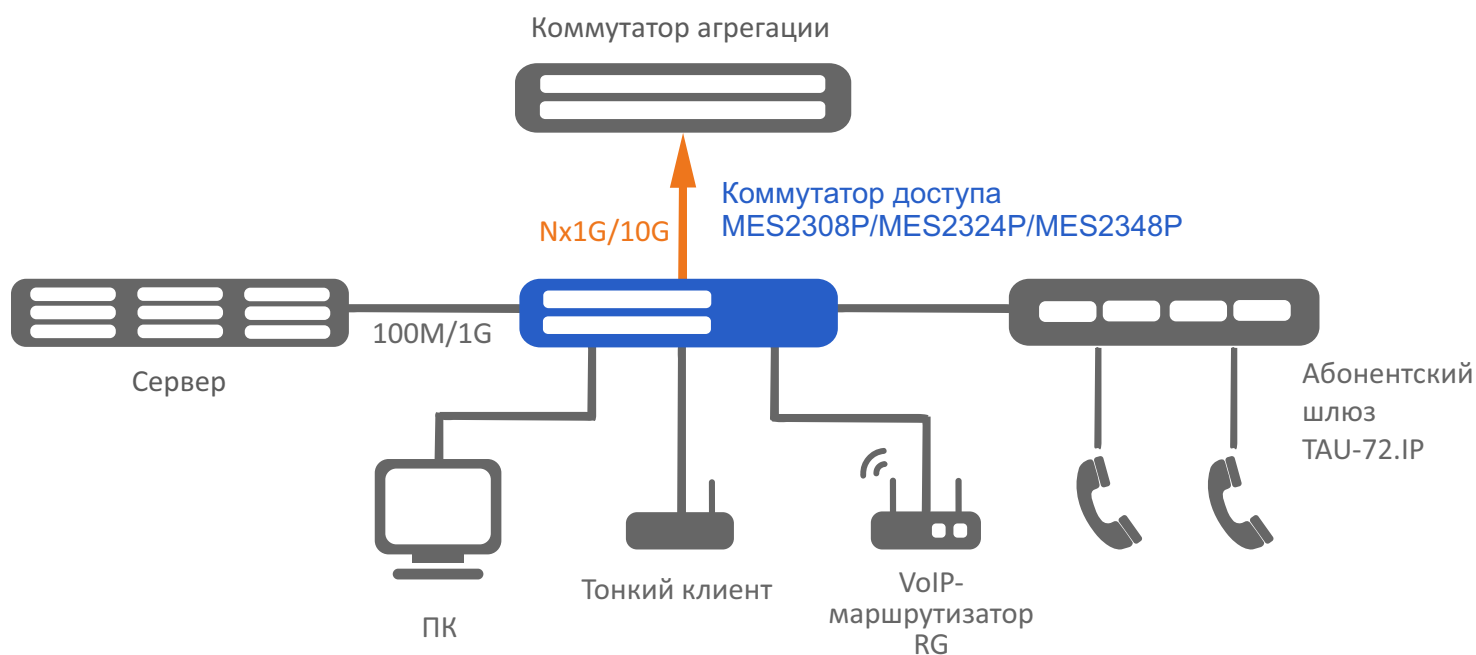 Коммутатор агрегации
Коммутатор доступа
MES2308P/MES2324P/MES2348P
Nx1G/10G
100M/1G
Сервер
Абонентский
шлюз
TAU-72.IP
ПК
Тонкий клиент
VoIP-
маршрутизатор
RG